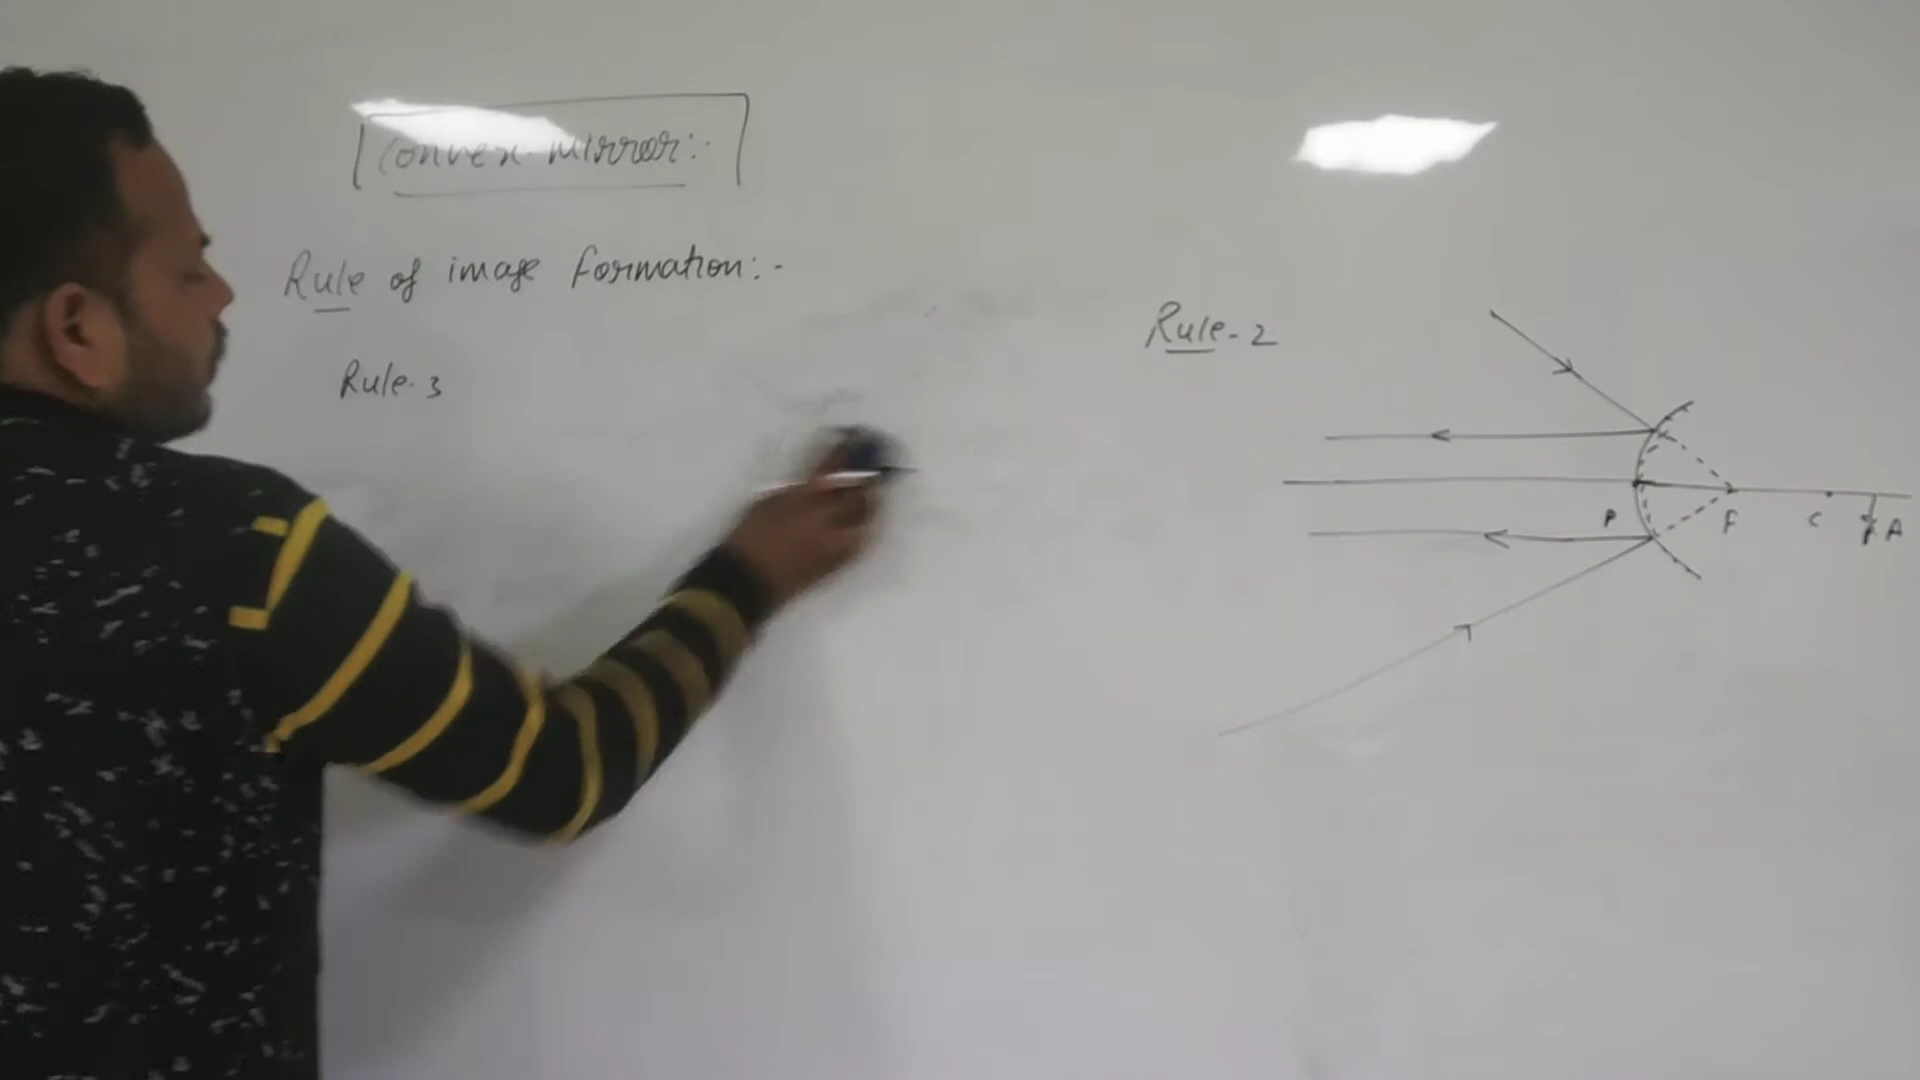 Convex mirror:-
Rule of image formation:-
Rule-3
Rule-2
P F C P.A